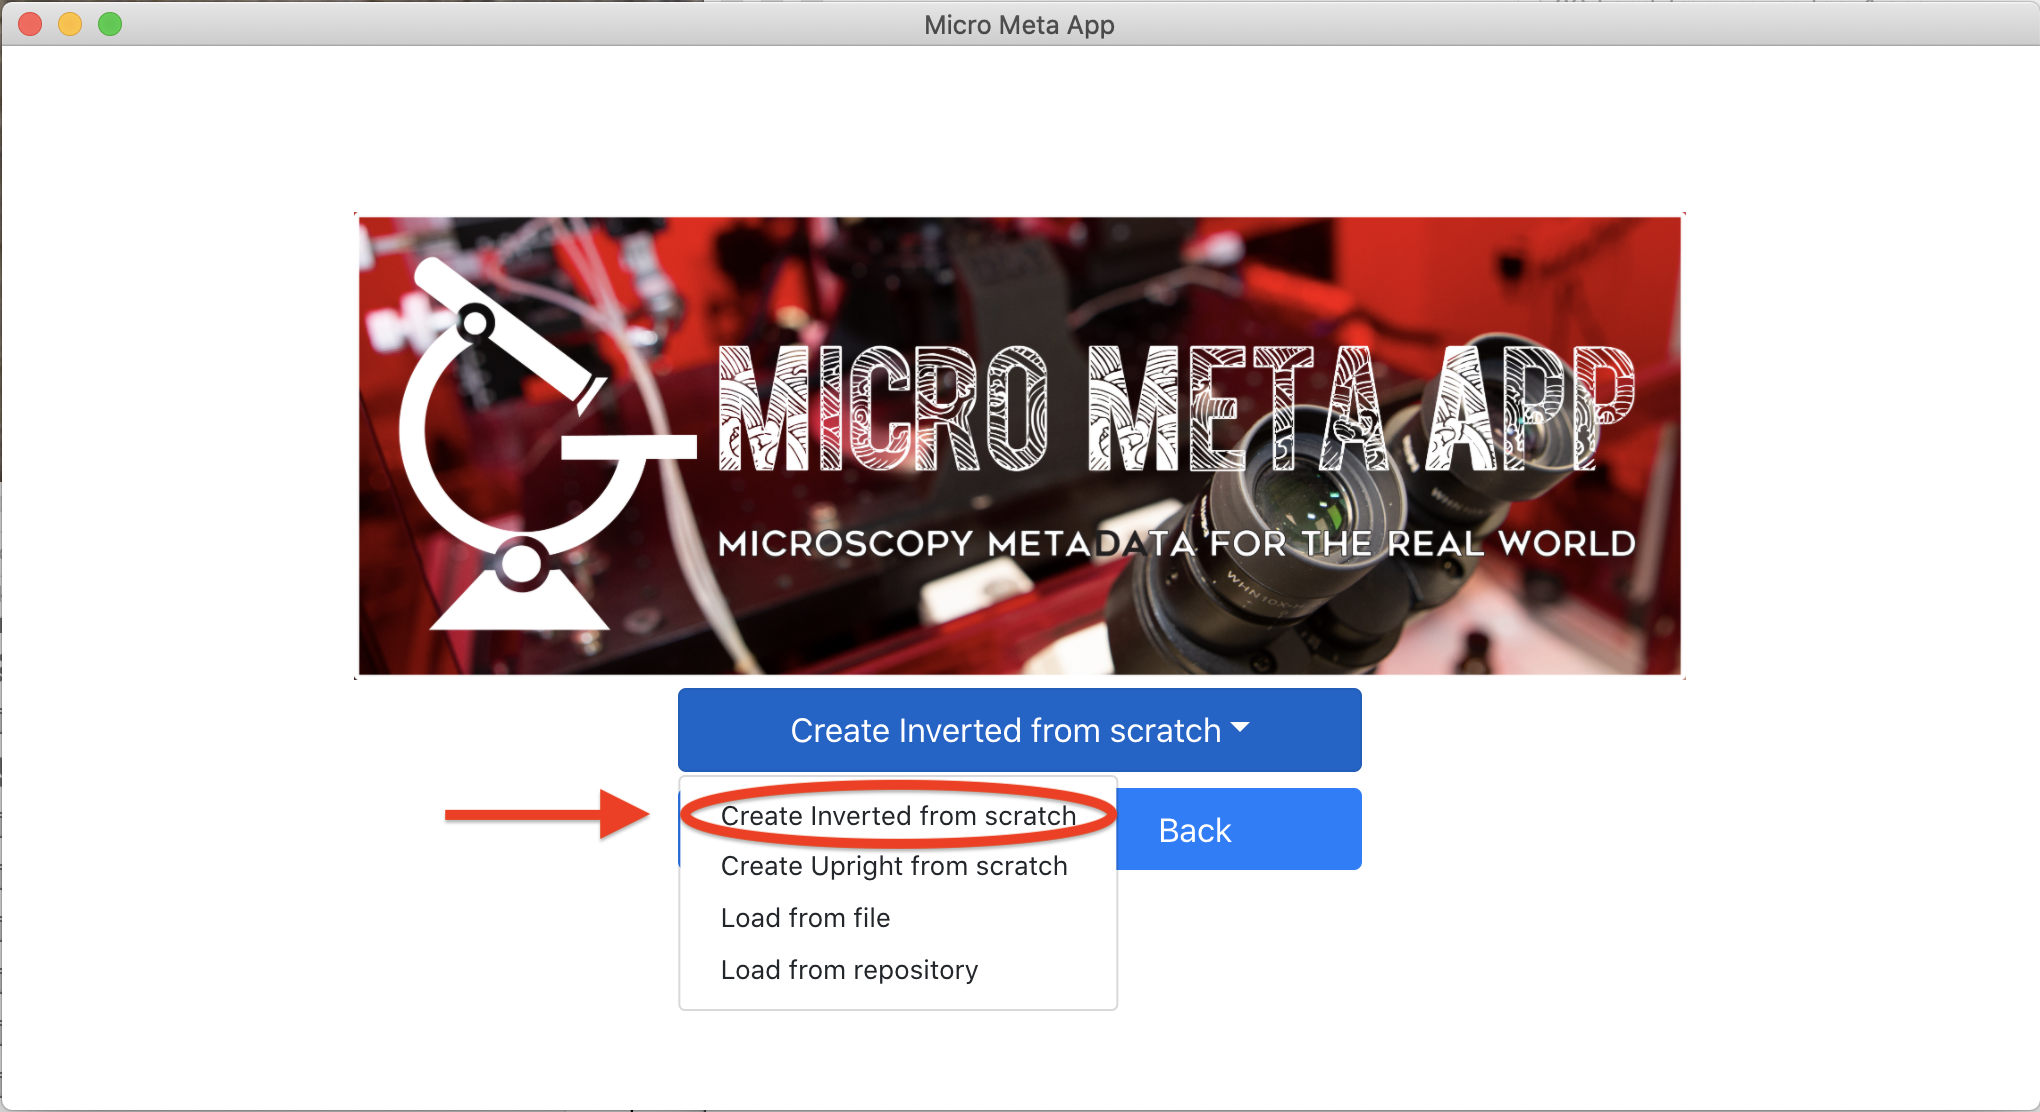 Micro Meta App
MICRO META APP
MICROSCOPY METADATA FOR THE REAL WORLD
WHN10X-H
Create Inverted from scratch
Create Inverted from scratch
Back
Create Upright from scratch
Load from file
Load from repository